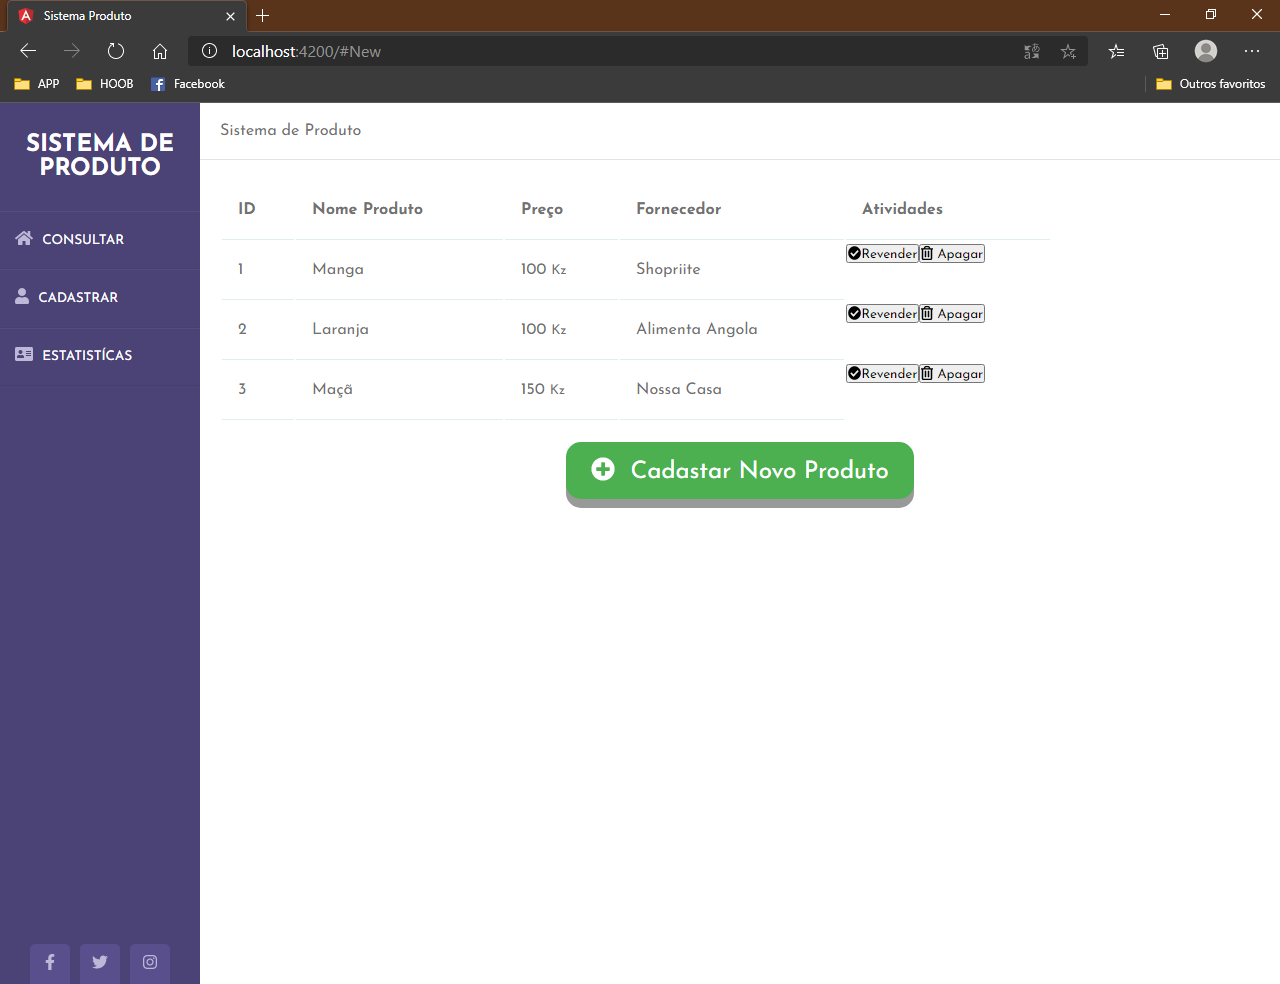 Sistema Produto
localhost:4200/#New
APP HOOB Facebook Outros favoritos
SISTEMA DE
PRODUTO
CONSULTAR
CADASTRAR
ESTATISTÍCAS
Sistema de Produto
ID Nome Produto Preço Fornecedor Atividades
1 Manga 100 Kz Shopriite Revender Apagar
2 Laranja 100 Kz Alimenta Angola Revender Apagar
3 Maçã 150 Kz Nossa Casa Revender Apagar
Cadastar Novo Produto